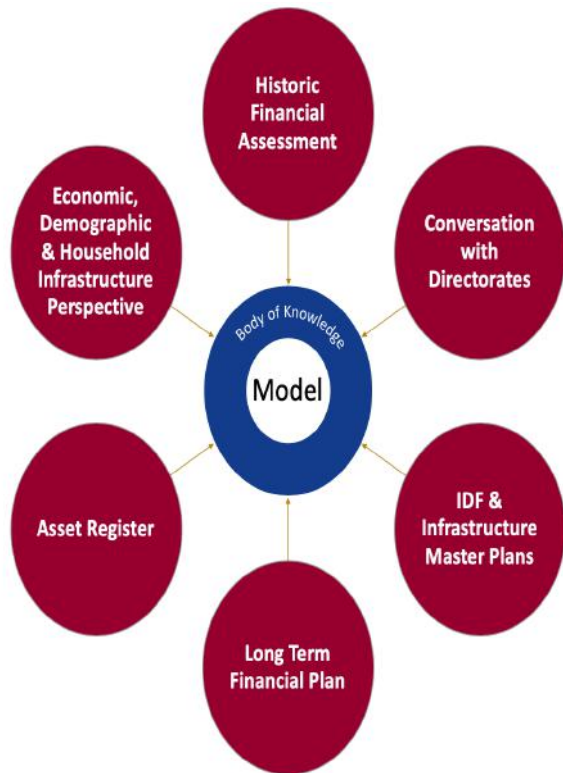 Historic
Financial
Assessment
Economic,
Demographic
& Household
Infrastructure
Perspective
Conversation
with
Directorates
Body of Knowledge
Model
Asset Register
IDF &
Infrastructure
Master Plans
Long Term
Financial Plan